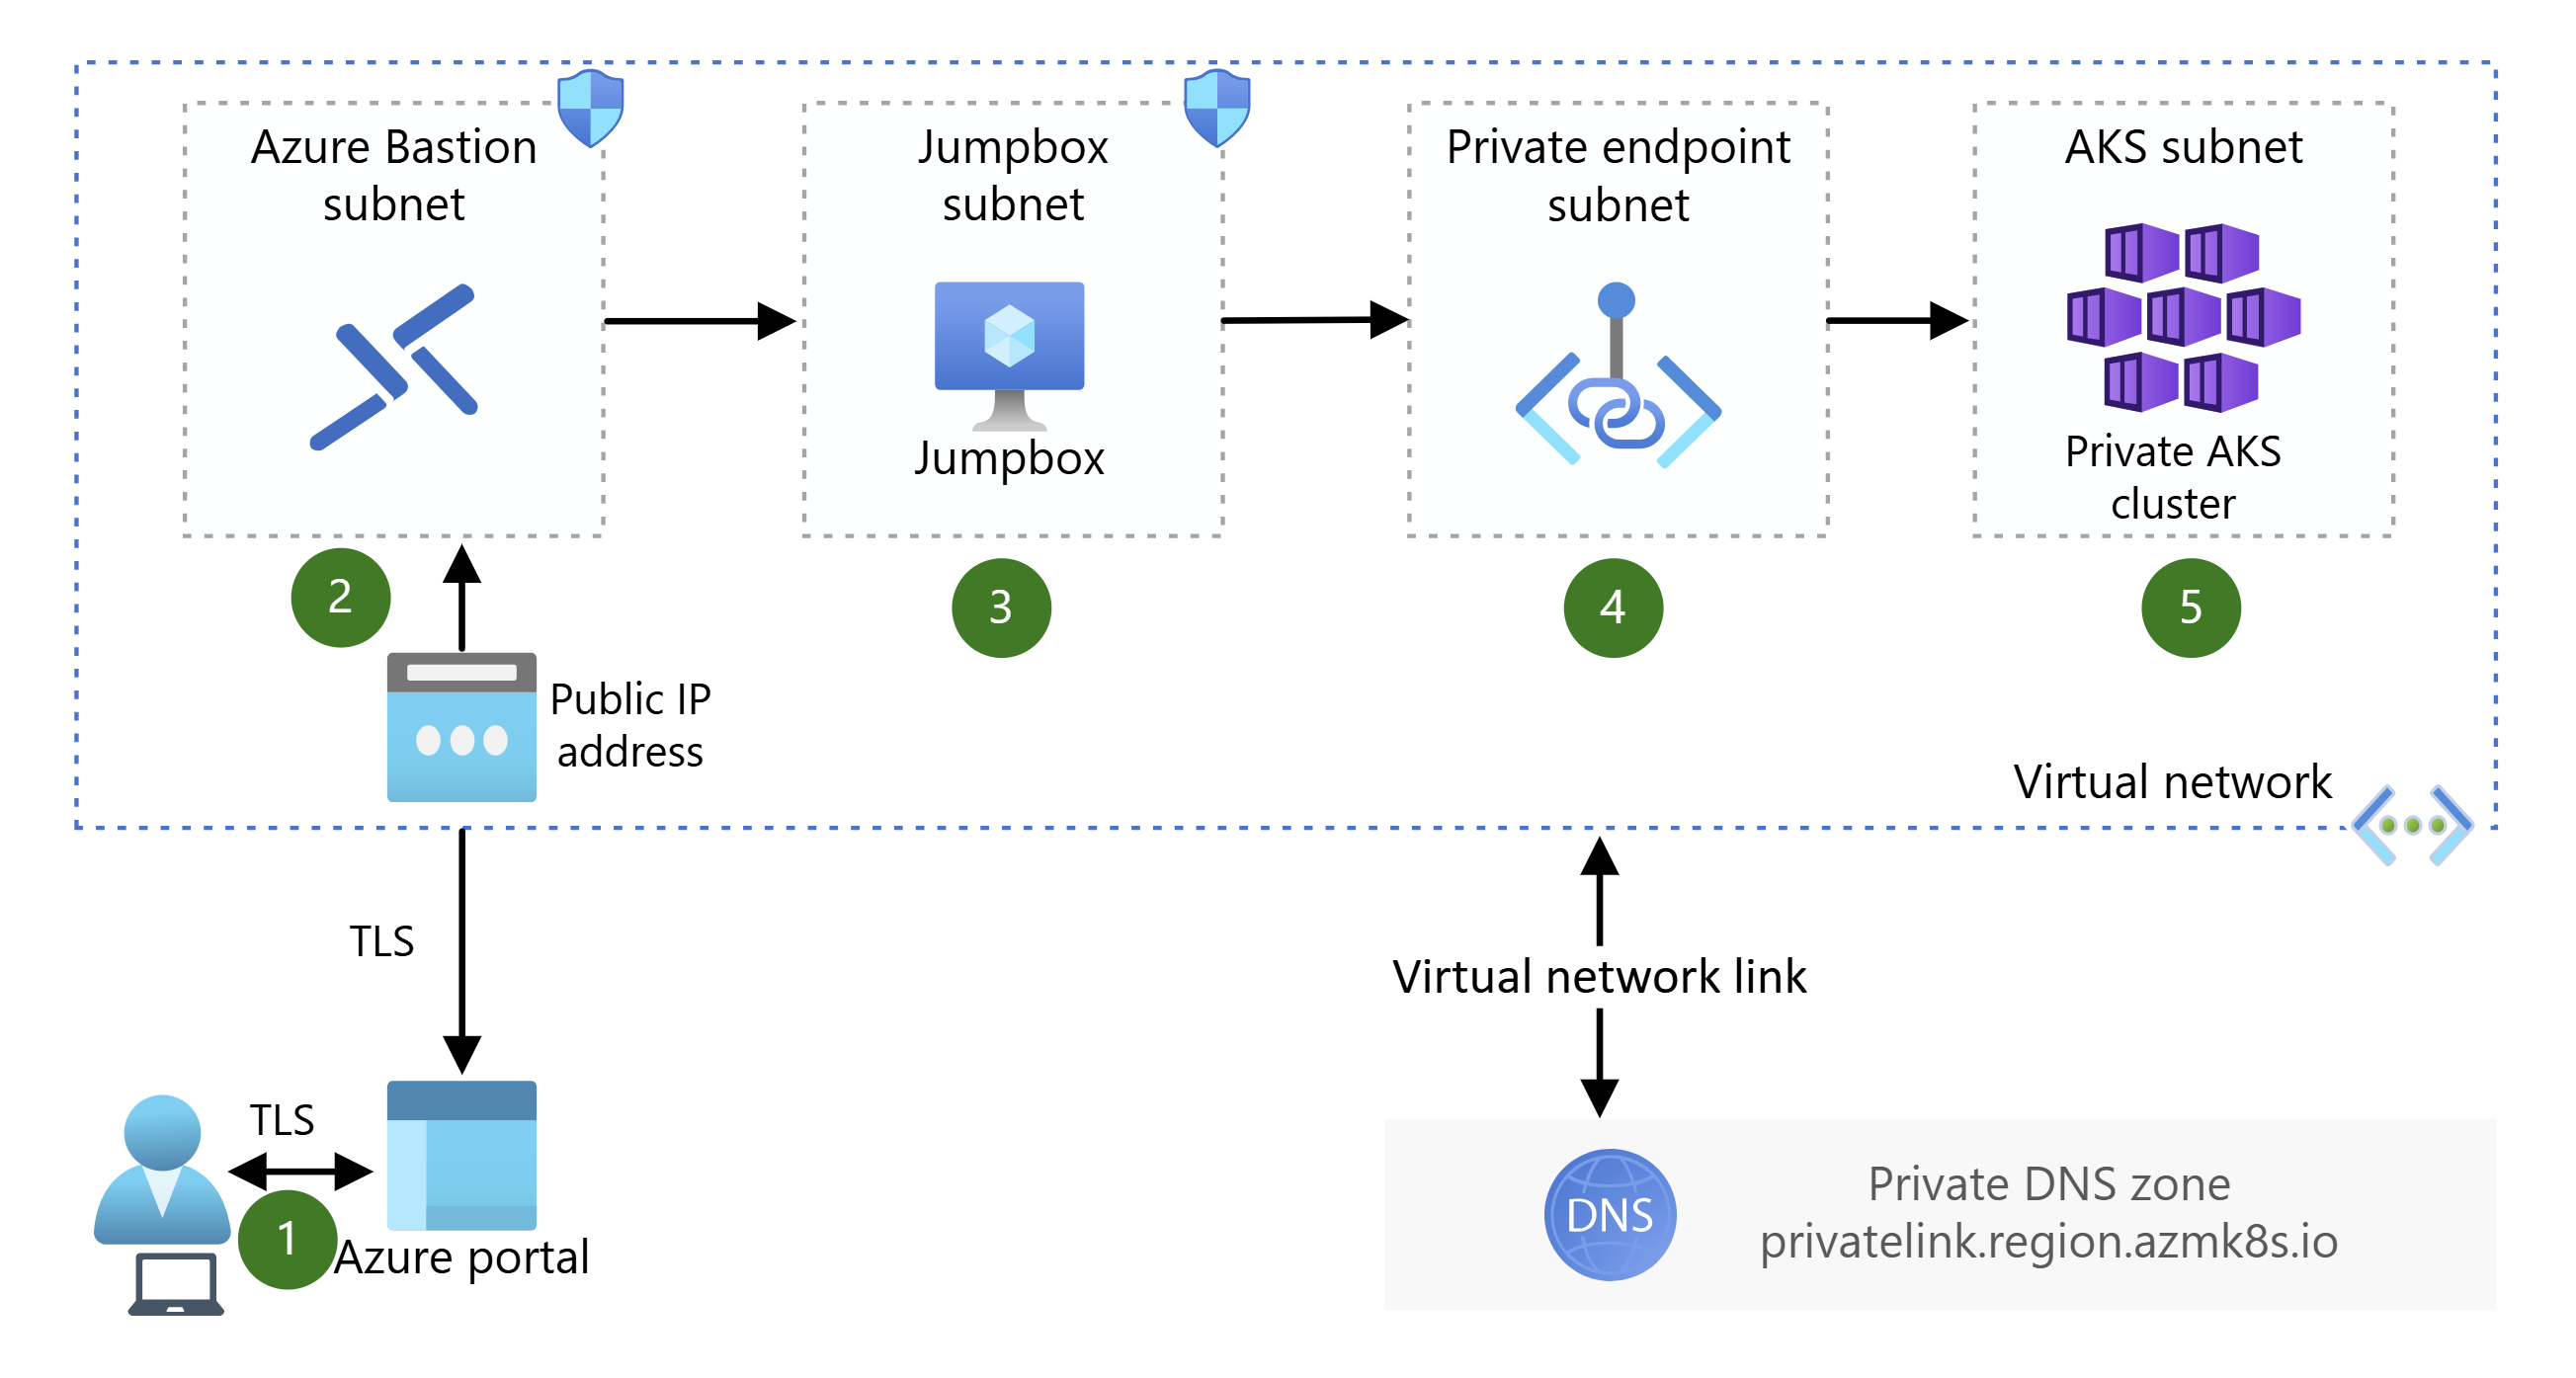 Azure Bastion
subnet
Jumpbox
subnet
Jumpbox
Private endpoint
subnet
AKS subnet
Private AKS
cluster
2
3
4
5
Public IP
address
Virtual network
TLS
Virtual network link
TLS
1
Azure portal
DNS
Private DNS zone
privatelink.region.azmk8s.io